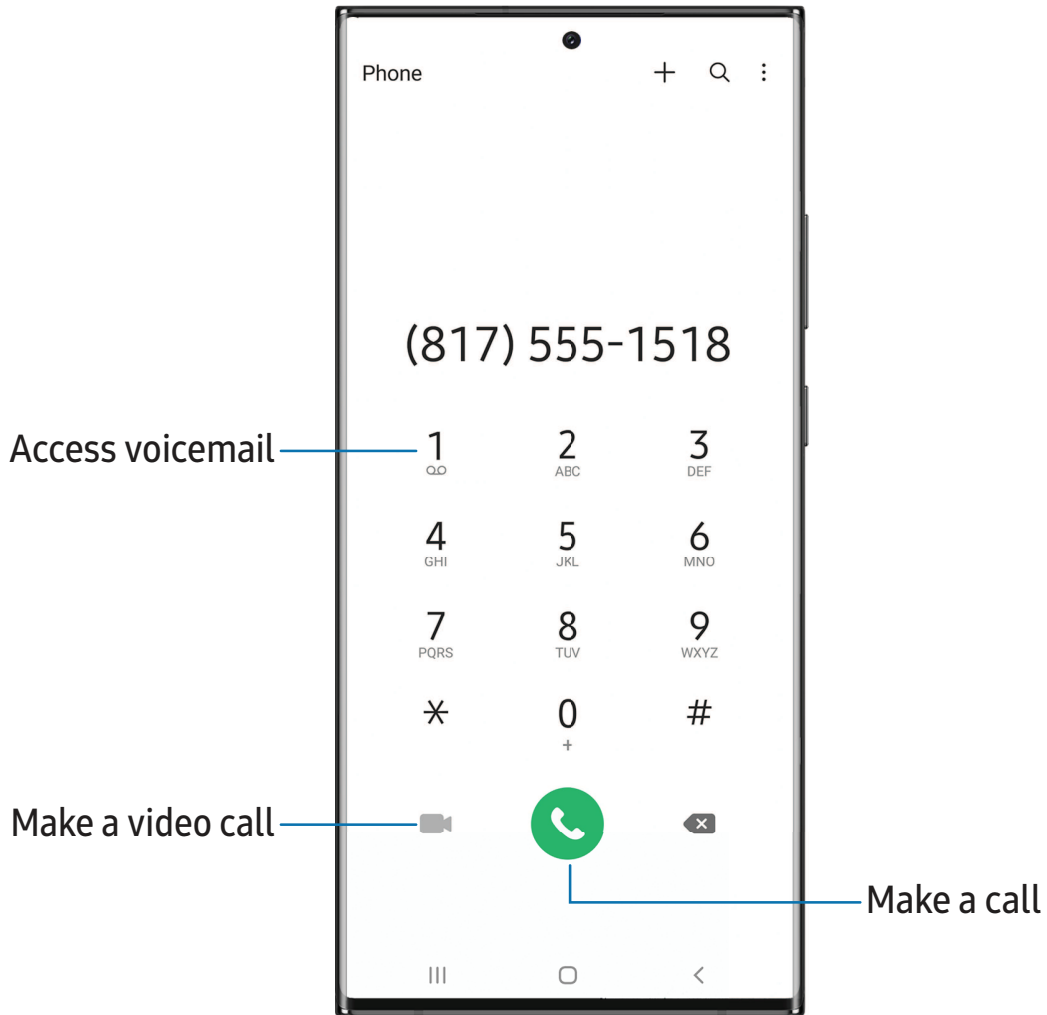 Phone
(817) 555-1518
Access voicemail
1 2 3
ABC DEF
4 5 6
GHI JKL MNO
7 8 9
PQRS TUV WXYZ
* 0 #
+
Make a video call
Make a call